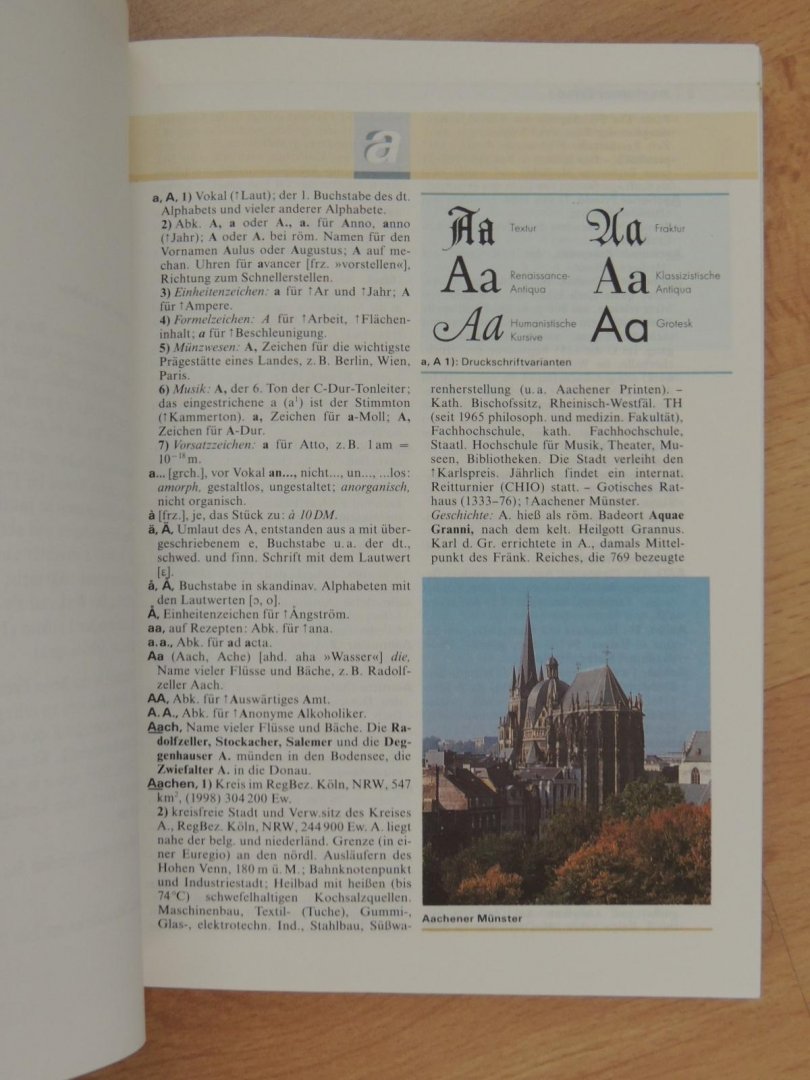 a
a, A, 1) Vokal (↑Laut); der 1. Buchstabe des dt.
Alphabets und vieler anderer Alphabete.
2) Abk. A, a oder A., a. für Anno, anno
(↑Jahr); A oder A. bei röm. Namen für den
Vornamen Aulus oder Augustus; A auf me-
chan. Uhren für avancer [frz. »vorstellen«],
Richtung zum Schnellerstellen.
3) Einheitenzeichen: a für ↑Ar und ↑Jahr; A
für ↑Ampere.
4) Formelzeichen: A für ↑Arbeit, ↑Flächen-
inhalt; a für ↑Beschleunigung.
5) Münzwesen: A, Zeichen für die wichtigste
Prägestätte eines Landes, z. B. Berlin, Wien,
Paris.
6) Musik: A, der 6. Ton der C-Dur-Tonleiter;
das eingestrichene a (a¹) ist der Stimmton
(↑Kammerton). a, Zeichen für a-Moll; A,
Zeichen für A-Dur.
7) Vorsatzzeichen: a für Atto, z. B. 1 am =
10⁻¹⁸ m.
a... [grch.], vor Vokal an..., nicht..., un..., ...los:
amorph, gestaltlos, ungestaltet; anorganisch,
nicht organisch.
à [frz.], je, das Stück zu: à 10 DM.
ä, Ä, Umlaut des A, entstanden aus a mit über-
geschriebenem e, Buchstabe u. a. der dt.,
schwed. und finn. Schrift mit dem Lautwert
[ɛ].
å, Å, Buchstabe in skandinav. Alphabeten mit
den Lautwerten [ɔ, o].
Å, Einheitenzeichen für ↑Ångström.
aa, auf Rezepten: Abk. für ↑ana.
a. a., Abk. für ad acta.
Aa (Aach, Ache) [ahd. aha »Wasser«] die,
Name vieler Flüsse und Bäche, z. B. Radolf-
zeller Aach.
AA, Abk. für ↑Auswärtiges Amt.
A. A., Abk. für ↑Anonyme Alkoholiker.
Aach, Name vieler Flüsse und Bäche. Die Ra-
dolfzeller, Stockacher, Salemer und die Deg-
genhauser A. münden in den Bodensee, die
Zwiefalter A. in die Donau.
Aachen, 1) Kreis im RegBez. Köln, NRW, 547
km², (1998) 304 200 Ew.
2) kreisfreie Stadt und Verw.sitz des Kreises
A., RegBez. Köln, NRW, 244 900 Ew. A. liegt
nahe der belg. und niederländ. Grenze (in ei-
ner Euregio) an den nördl. Ausläufern des
Hohen Venn, 180 m ü. M.; Bahnknotenpunkt
und Industriestadt; Heilbad mit heißen (bis
74 °C) schwefelhaltigen Kochsalzquellen.
Maschinenbau, Textil- (Tuche), Gummi-,
Glas-, elektrotechn. Ind., Stahlbau, Süßwa-
Aa Textur Aa Fraktur
Aa Renaissance-Antiqua Aa Klassizistische Antiqua
Aa Humanistische Kursive Aa Grotesk
a, A 1): Druckschriftvarianten
renherstellung (u. a. Aachener Printen). –
Kath. Bischofssitz, Rheinisch-Westfäl. TH
(seit 1965 philosoph. und medizin. Fakultät),
Fachhochschule, kath. Fachhochschule,
Staatl. Hochschule für Musik, Theater, Mu-
seen, Bibliotheken. Die Stadt verleiht den
↑Karlspreis. Jährlich findet ein internat.
Reitturnier (CHIO) statt. – Gotisches Rat-
haus (1333–76); ↑Aachener Münster.
Geschichte: A. hieß als röm. Badeort Aquae
Granni, nach dem kelt. Heilgott Grannus.
Karl d. Gr. errichtete in A., damals Mittel-
punkt des Fränk. Reiches, die 769 bezeugte
Aachener Münster